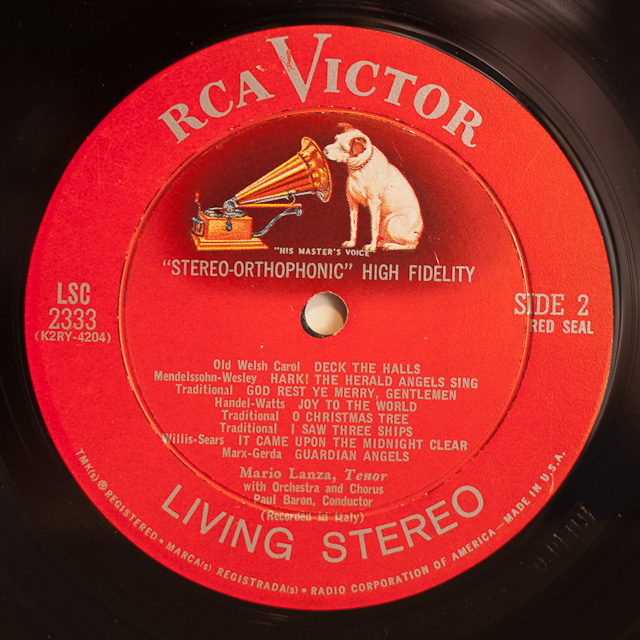 RCA VICTOR
"HIS MASTER'S VOICE"
"STEREO-ORTHOPHONIC" HIGH FIDELITY
LSC
2333
(K2RY-4204)
SIDE 2
RED SEAL
Old Welsh Carol DECK THE HALLS
Mendelssohn-Wesley HARK! THE HERALD ANGELS SING
Traditional GOD REST YE MERRY, GENTLEMEN
Handel-Watts JOY TO THE WORLD
Traditional O CHRISTMAS TREE
Traditional I SAW THREE SHIPS
Willis-Sears IT CAME UPON THE MIDNIGHT CLEAR
Marx-Gerda GUARDIAN ANGELS
Mario Lanza, Tenor
with Orchestra and Chorus
Paul Baron, Conductor
(Recorded in Italy)
LIVING STEREO
TMK(s) ® REGISTERED • MARCA(s) REGISTRADA(s) • RADIO CORPORATION OF AMERICA—MADE IN U.S.A.